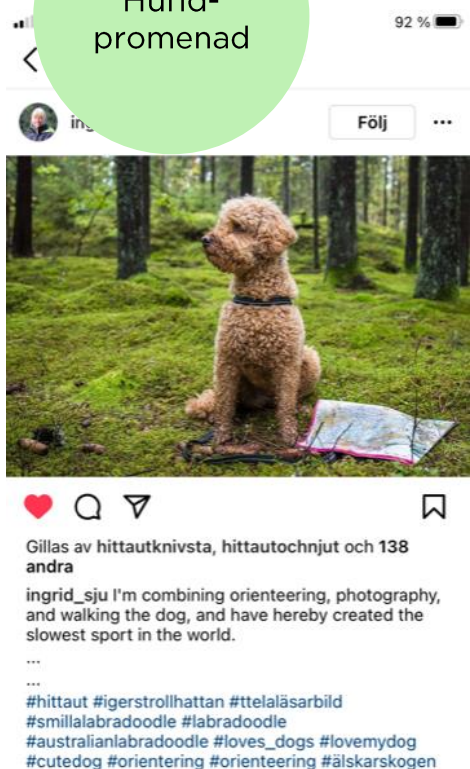 Hund-
promenad
92 %
Följ
Gillas av hittautknivsta, hittautochnjut och 138
andra
ingrid_sju I'm combining orienteering, photography,
and walking the dog, and have hereby created the
slowest sport in the world.
...
...
#hittaut #igerstrollhattan #ttelaläsarbild
#smillalabradoodle #labradoodle
#australianlabradoodle #loves_dogs #lovemydog
#cutedog #orientering #orienteering #älskarskogen